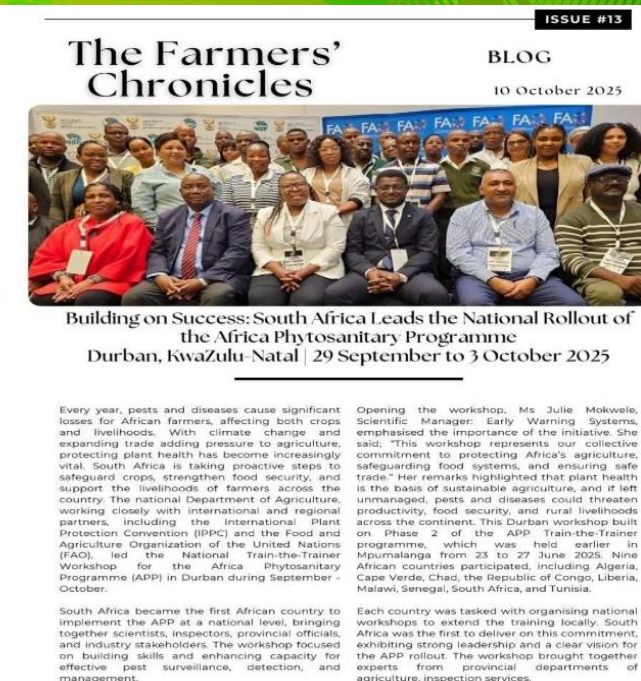 ISSUE #13
The Farmers’
Chronicles
BLOG
10 October 2025
FAO FAO FAO FAO FAO
Building on Success: South Africa Leads the National Rollout of
the Africa Phytosanitary Programme
Durban, KwaZulu-Natal | 29 September to 3 October 2025
Every year, pests and diseases cause significant
losses for African farmers, affecting both crops
and livelihoods. With climate change and
expanding trade adding pressure to agriculture,
protecting plant health has become increasingly
vital. South Africa is taking proactive steps to
safeguard crops, strengthen food security, and
support the livelihoods of farmers across the
country. The national Department of Agriculture,
working closely with international and regional
partners, including the International Plant
Protection Convention (IPPC) and the Food and
Agriculture Organization of the United Nations
(FAO), led the National Train-the-Trainer
Workshop for the Africa Phytosanitary
Programme (APP) in Durban during September -
October.
South Africa became the first African country to
implement the APP at a national level, bringing
together scientists, inspectors, provincial officials,
and industry stakeholders. The workshop focused
on building skills and enhancing capacity for
effective pest surveillance, detection, and
management.
Opening the workshop, Ms Julie Mokwele,
Scientific Manager: Early Warning Systems,
emphasised the importance of the initiative. She
said; “This workshop represents our collective
commitment to protecting Africa’s agriculture,
safeguarding food systems, and ensuring safe
trade.” Her remarks highlighted that plant health
is the basis of sustainable agriculture, and if left
unmanaged, pests and diseases could threaten
productivity, food security, and rural livelihoods
across the continent. This Durban workshop built
on Phase 2 of the APP Train-the-Trainer
programme, which was held earlier in
Mpumalanga from 23 to 27 June 2025. Nine
African countries participated, including Algeria,
Cape Verde, Chad, the Republic of Congo, Liberia,
Malawi, Senegal, South Africa, and Tunisia.
Each country was tasked with organising national
workshops to extend the training locally. South
Africa was the first to deliver on this commitment,
exhibiting strong leadership and a clear vision for
the APP rollout. The workshop brought together
experts from provincial departments of
agriculture, inspection services,